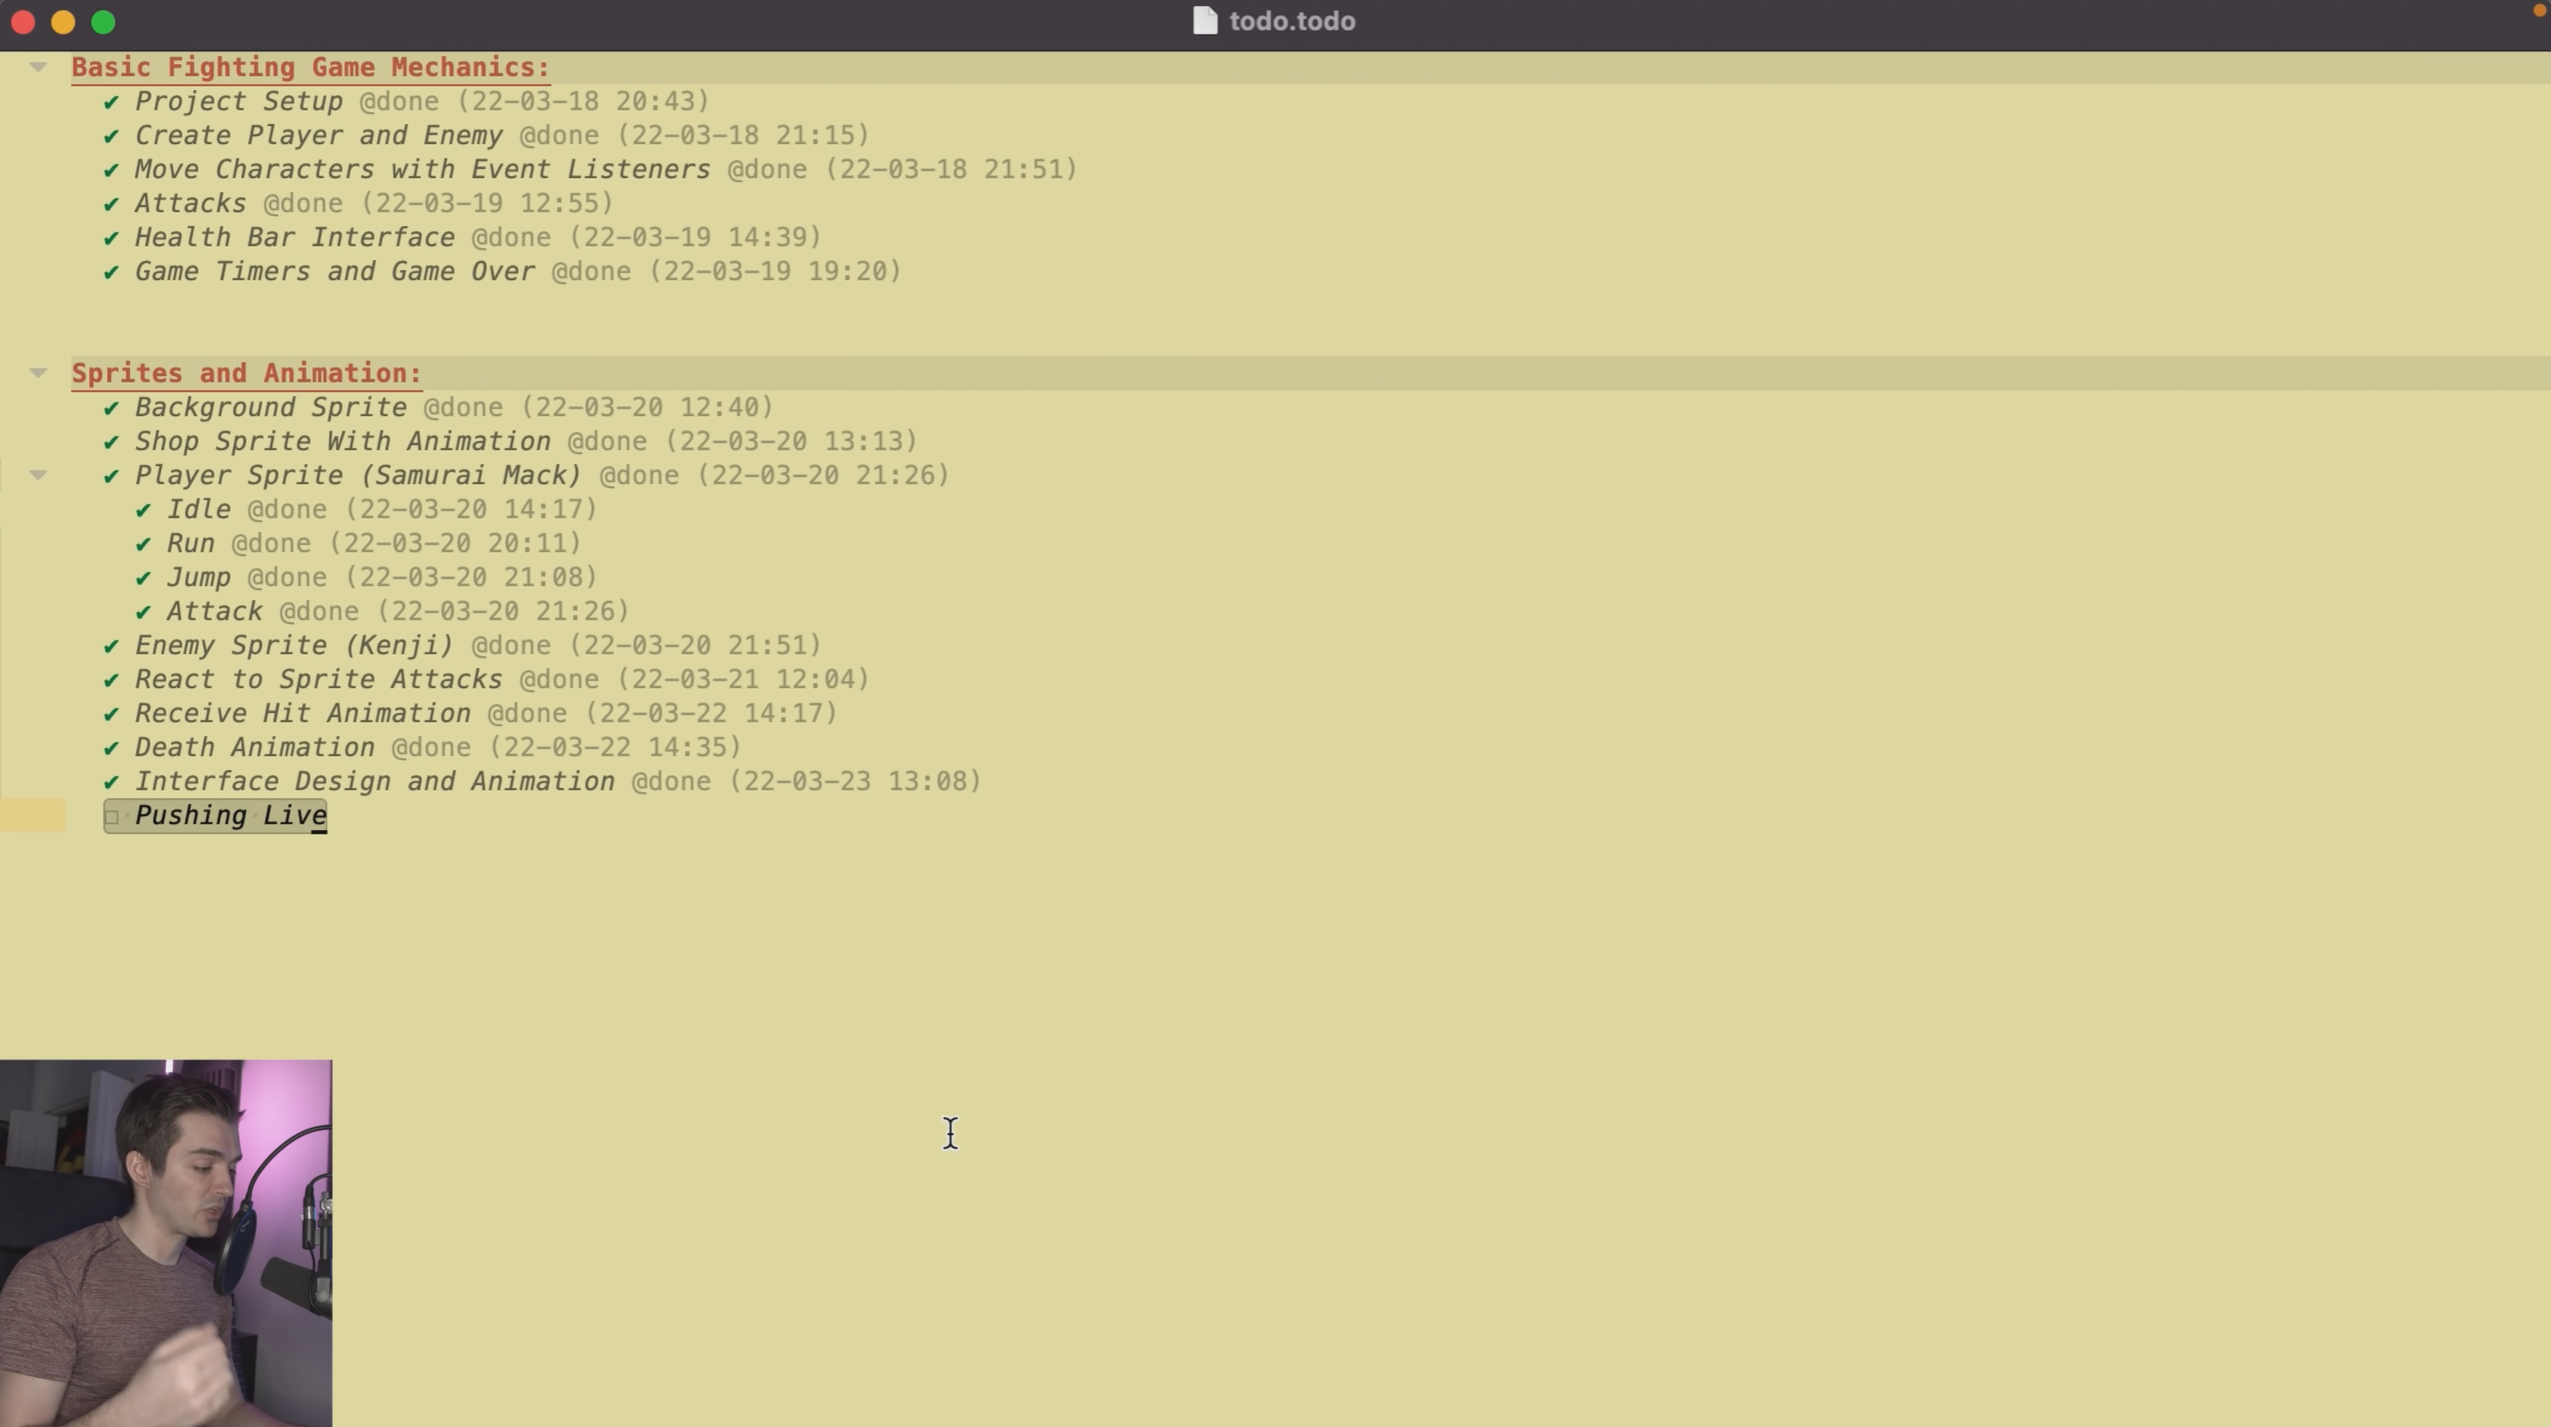 todo.todo
Basic Fighting Game Mechanics:
✔ Project Setup @done (22-03-18 20:43)
✔ Create Player and Enemy @done (22-03-18 21:15)
✔ Move Characters with Event Listeners @done (22-03-18 21:51)
✔ Attacks @done (22-03-19 12:55)
✔ Health Bar Interface @done (22-03-19 14:39)
✔ Game Timers and Game Over @done (22-03-19 19:20)
Sprites and Animation:
✔ Background Sprite @done (22-03-20 12:40)
✔ Shop Sprite With Animation @done (22-03-20 13:13)
✔ Player Sprite (Samurai Mack) @done (22-03-20 21:26)
✔ Idle @done (22-03-20 14:17)
✔ Run @done (22-03-20 20:11)
✔ Jump @done (22-03-20 21:08)
✔ Attack @done (22-03-20 21:26)
✔ Enemy Sprite (Kenji) @done (22-03-20 21:51)
✔ React to Sprite Attacks @done (22-03-21 12:04)
✔ Receive Hit Animation @done (22-03-22 14:17)
✔ Death Animation @done (22-03-22 14:35)
✔ Interface Design and Animation @done (22-03-23 13:08)
☐ Pushing Live